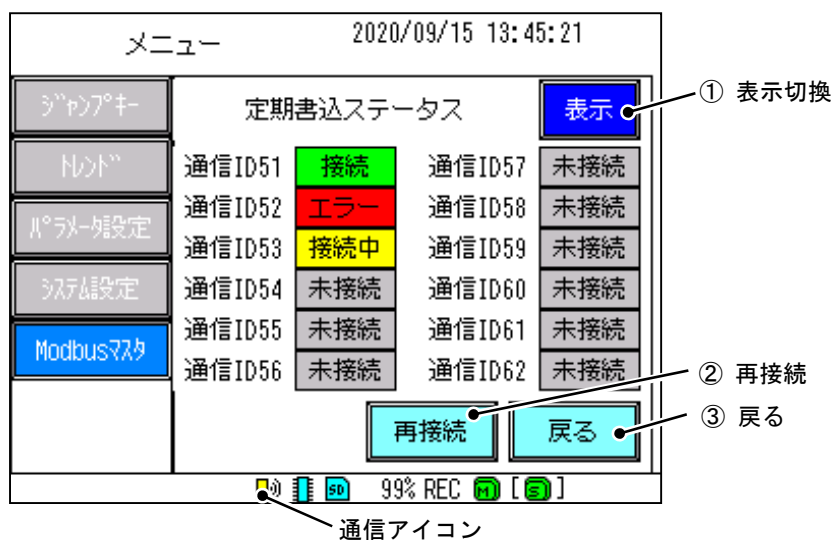 メニュー 2020/09/15 13:45:21
ｼﾞｬﾝﾌﾟｷｰ
ﾄﾚﾝﾄﾞ
ﾊﾟﾗﾒｰﾀ設定
ｼｽﾃﾑ設定
Modbusﾏｽﾀ
定期書込ステータス 表示
通信ID51 接続 通信ID57 未接続
通信ID52 エラー 通信ID58 未接続
通信ID53 接続中 通信ID59 未接続
通信ID54 未接続 通信ID60 未接続
通信ID55 未接続 通信ID61 未接続
通信ID56 未接続 通信ID62 未接続
再接続 戻る
SD 99% REC M [S]
① 表示切換
② 再接続
③ 戻る
通信アイコン